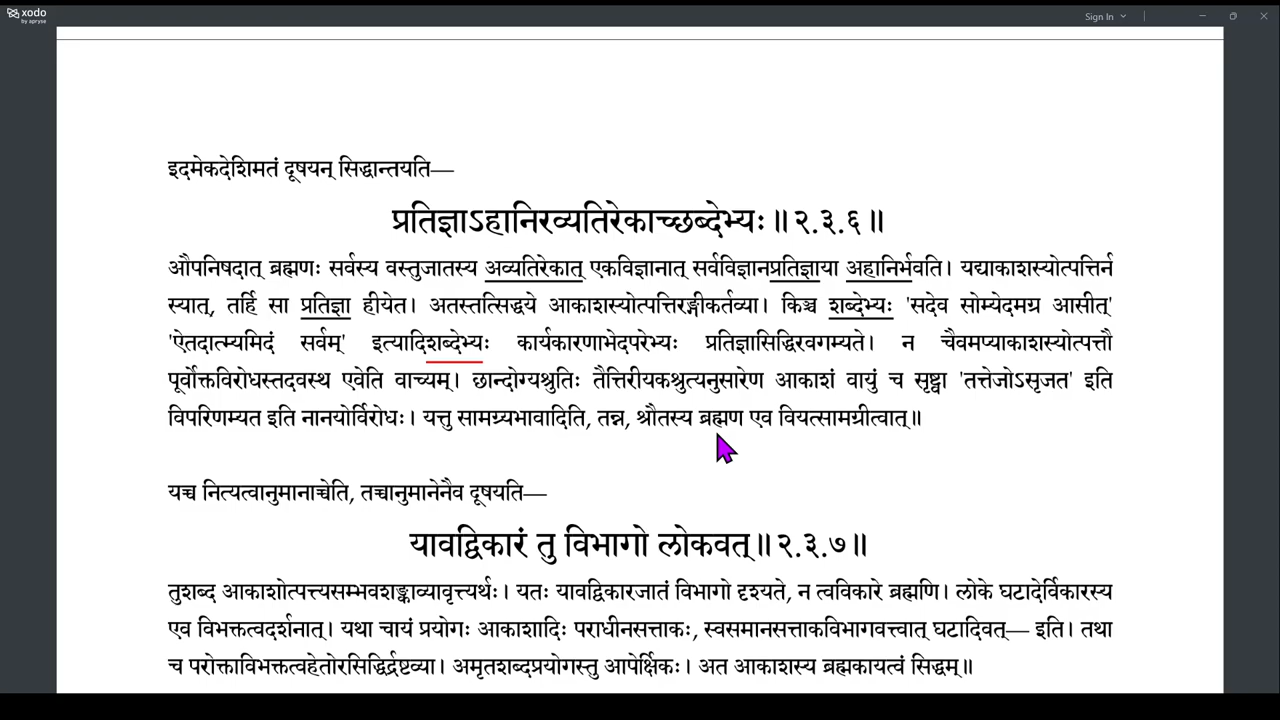 xodo
by apryse
Sign In
इदमेकदेशिमतं दूषयन् सिद्धान्तयति—
प्रतिज्ञाऽहानिरव्यतिरेकाच्छब्देभ्यः॥२.३.६॥
औपनिषदात् ब्रह्मणः सर्वस्य वस्तुजातस्य अव्यतिरेकात् एकविज्ञानात् सर्वविज्ञानप्रतिज्ञाया अहानिर्भवति। यद्याकाशस्योत्पत्तिर्न
स्यात्, तर्हि सा प्रतिज्ञा हीयेत। अतस्तत्सिद्धये आकाशस्योत्पत्तिरङ्गीकर्तव्या। किञ्च शब्देभ्यः 'सदेव सोम्येदमग्र आसीत्'
'ऐतदात्म्यमिदं सर्वम्' इत्यादिशब्देभ्यः कार्यकारणाभेदपरेभ्यः प्रतिज्ञासिद्धिरवगम्यते। न चैवमप्याकाशस्योत्पत्तौ
पूर्वोक्तविरोधस्तदवस्थ एवेति वाच्यम्। छान्दोग्यश्रुतिः तैत्तिरीयकश्रुत्यनुसारेण आकाशं वायुं च सृष्ट्वा 'तत्तेजोऽसृजत' इति
विपरिणम्यत इति नानयोर्विरोधः। यत्तु सामग्र्यभावादिति, तन्न, श्रौतस्य ब्रह्मण एव वियत्सामग्रीत्वात्॥
यच्च नित्यत्वानुमानाच्चेति, तच्चानुमानेनैव दूषयति—
यावद्विकारं तु विभागो लोकवत्॥२.३.७॥
तुशब्द आकाशोत्पत्त्यसम्भवशङ्काव्यावृत्त्यर्थः। यतः यावद्विकारजातं विभागो दृश्यते, न त्वविकारे ब्रह्मणि। लोके घटादेर्विकारस्य
एव विभक्तत्वदर्शनात्। यथा चायं प्रयोगः आकाशादिः पराधीनसत्ताकः, स्वसमानसत्ताकविभागवत्त्वात् घटादिवत्— इति। तथा
च परोक्ताविभक्तत्वहेतोरसिद्धिर्द्रष्टव्या। अमृतशब्दप्रयोगस्तु आपेक्षिकः। अत आकाशस्य ब्रह्मकायत्वं सिद्धम्॥